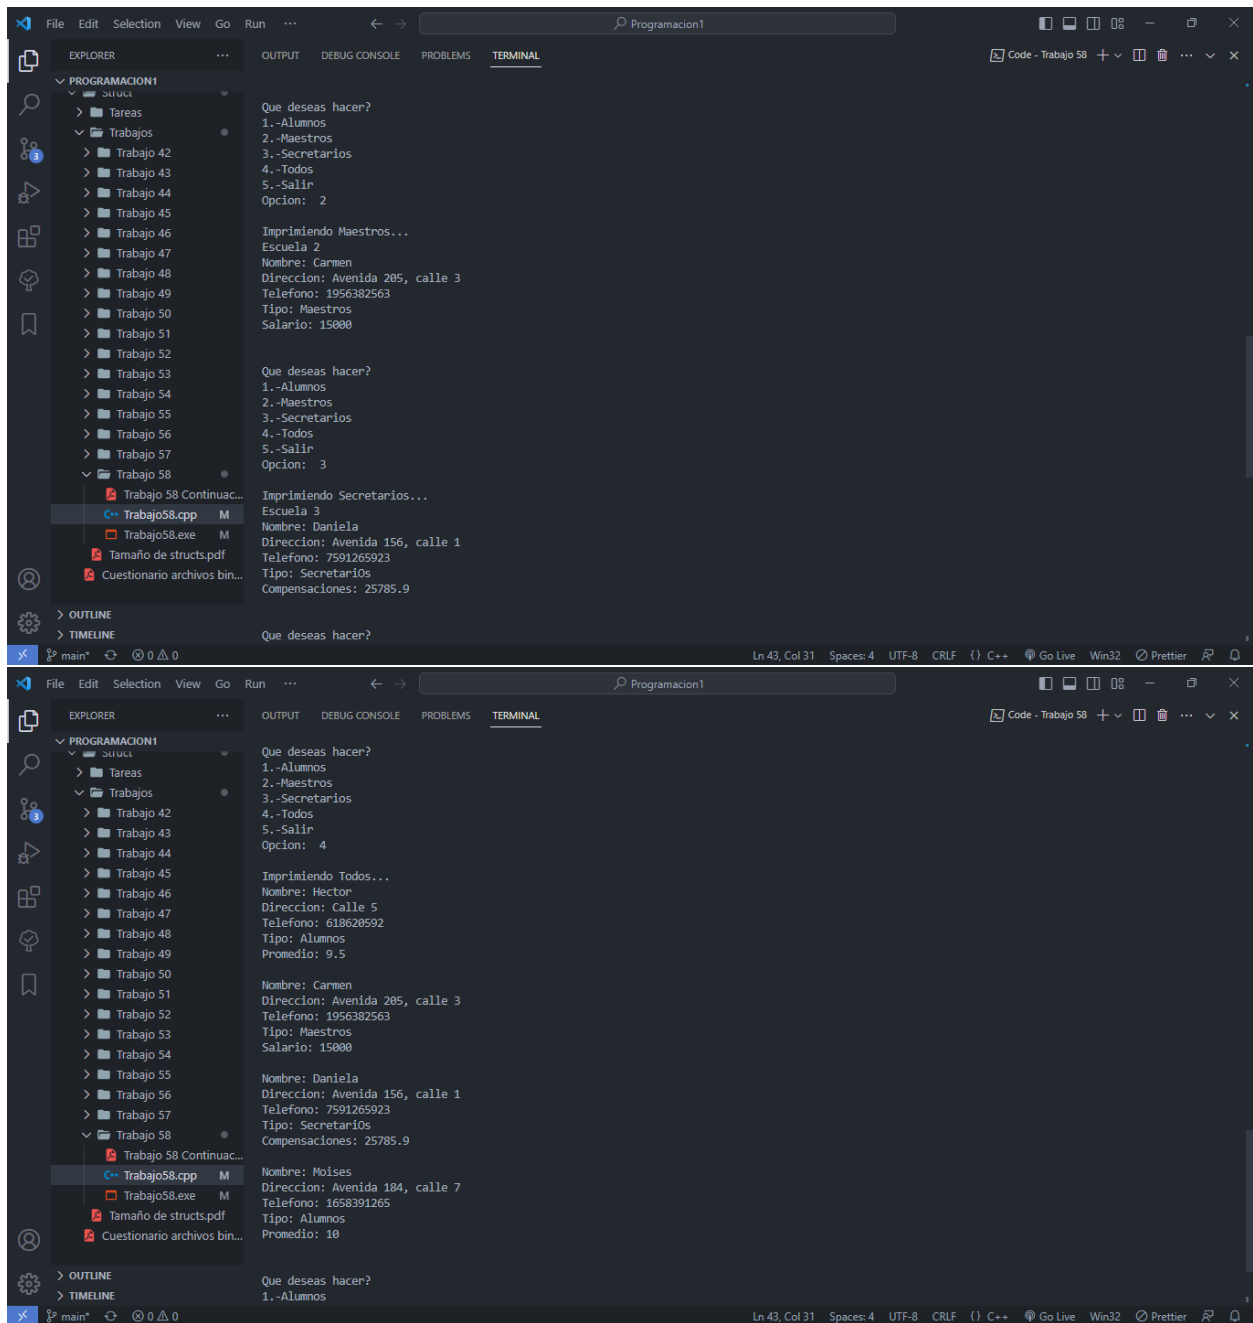 File Edit Selection View Go Run ··· Programacion1
EXPLORER ··· OUTPUT DEBUG CONSOLE PROBLEMS TERMINAL Code - Trabajo 58
PROGRAMACION1
Struct
Tareas
Trabajos
Trabajo 42
Trabajo 43
Trabajo 44
Trabajo 45
Trabajo 46
Trabajo 47
Trabajo 48
Trabajo 49
Trabajo 50
Trabajo 51
Trabajo 52
Trabajo 53
Trabajo 54
Trabajo 55
Trabajo 56
Trabajo 57
Trabajo 58
Trabajo 58 Continuac...
Trabajo58.cpp M
Trabajo58.exe M
Tamaño de structs.pdf
Cuestionario archivos bin...
OUTLINE
TIMELINE
3
Que deseas hacer?
1.-Alumnos
2.-Maestros
3.-Secretarios
4.-Todos
5.-Salir
Opcion:  2
Imprimiendo Maestros...
Escuela 2
Nombre: Carmen
Direccion: Avenida 205, calle 3
Telefono: 1956382563
Tipo: Maestros
Salario: 15000
Que deseas hacer?
1.-Alumnos
2.-Maestros
3.-Secretarios
4.-Todos
5.-Salir
Opcion:  3
Imprimiendo Secretarios...
Escuela 3
Nombre: Daniela
Direccion: Avenida 156, calle 1
Telefono: 7591265923
Tipo: SecretariOs
Compensaciones: 25785.9
Que deseas hacer?
main* 0 0 Ln 43, Col 31 Spaces: 4 UTF-8 CRLF {} C++ Go Live Win32 Prettier
File Edit Selection View Go Run ··· Programacion1
EXPLORER ··· OUTPUT DEBUG CONSOLE PROBLEMS TERMINAL Code - Trabajo 58
PROGRAMACION1
Struct
Tareas
Trabajos
Trabajo 42
Trabajo 43
Trabajo 44
Trabajo 45
Trabajo 46
Trabajo 47
Trabajo 48
Trabajo 49
Trabajo 50
Trabajo 51
Trabajo 52
Trabajo 53
Trabajo 54
Trabajo 55
Trabajo 56
Trabajo 57
Trabajo 58
Trabajo 58 Continuac...
Trabajo58.cpp M
Trabajo58.exe M
Tamaño de structs.pdf
Cuestionario archivos bin...
OUTLINE
TIMELINE
3
Que deseas hacer?
1.-Alumnos
2.-Maestros
3.-Secretarios
4.-Todos
5.-Salir
Opcion:  4
Imprimiendo Todos...
Nombre: Hector
Direccion: Calle 5
Telefono: 618620592
Tipo: Alumnos
Promedio: 9.5
Nombre: Carmen
Direccion: Avenida 205, calle 3
Telefono: 1956382563
Tipo: Maestros
Salario: 15000
Nombre: Daniela
Direccion: Avenida 156, calle 1
Telefono: 7591265923
Tipo: SecretariOs
Compensaciones: 25785.9
Nombre: Moises
Direccion: Avenida 184, calle 7
Telefono: 1658391265
Tipo: Alumnos
Promedio: 10
Que deseas hacer?
1.-Alumnos
main* 0 0 Ln 43, Col 31 Spaces: 4 UTF-8 CRLF {} C++ Go Live Win32 Prettier